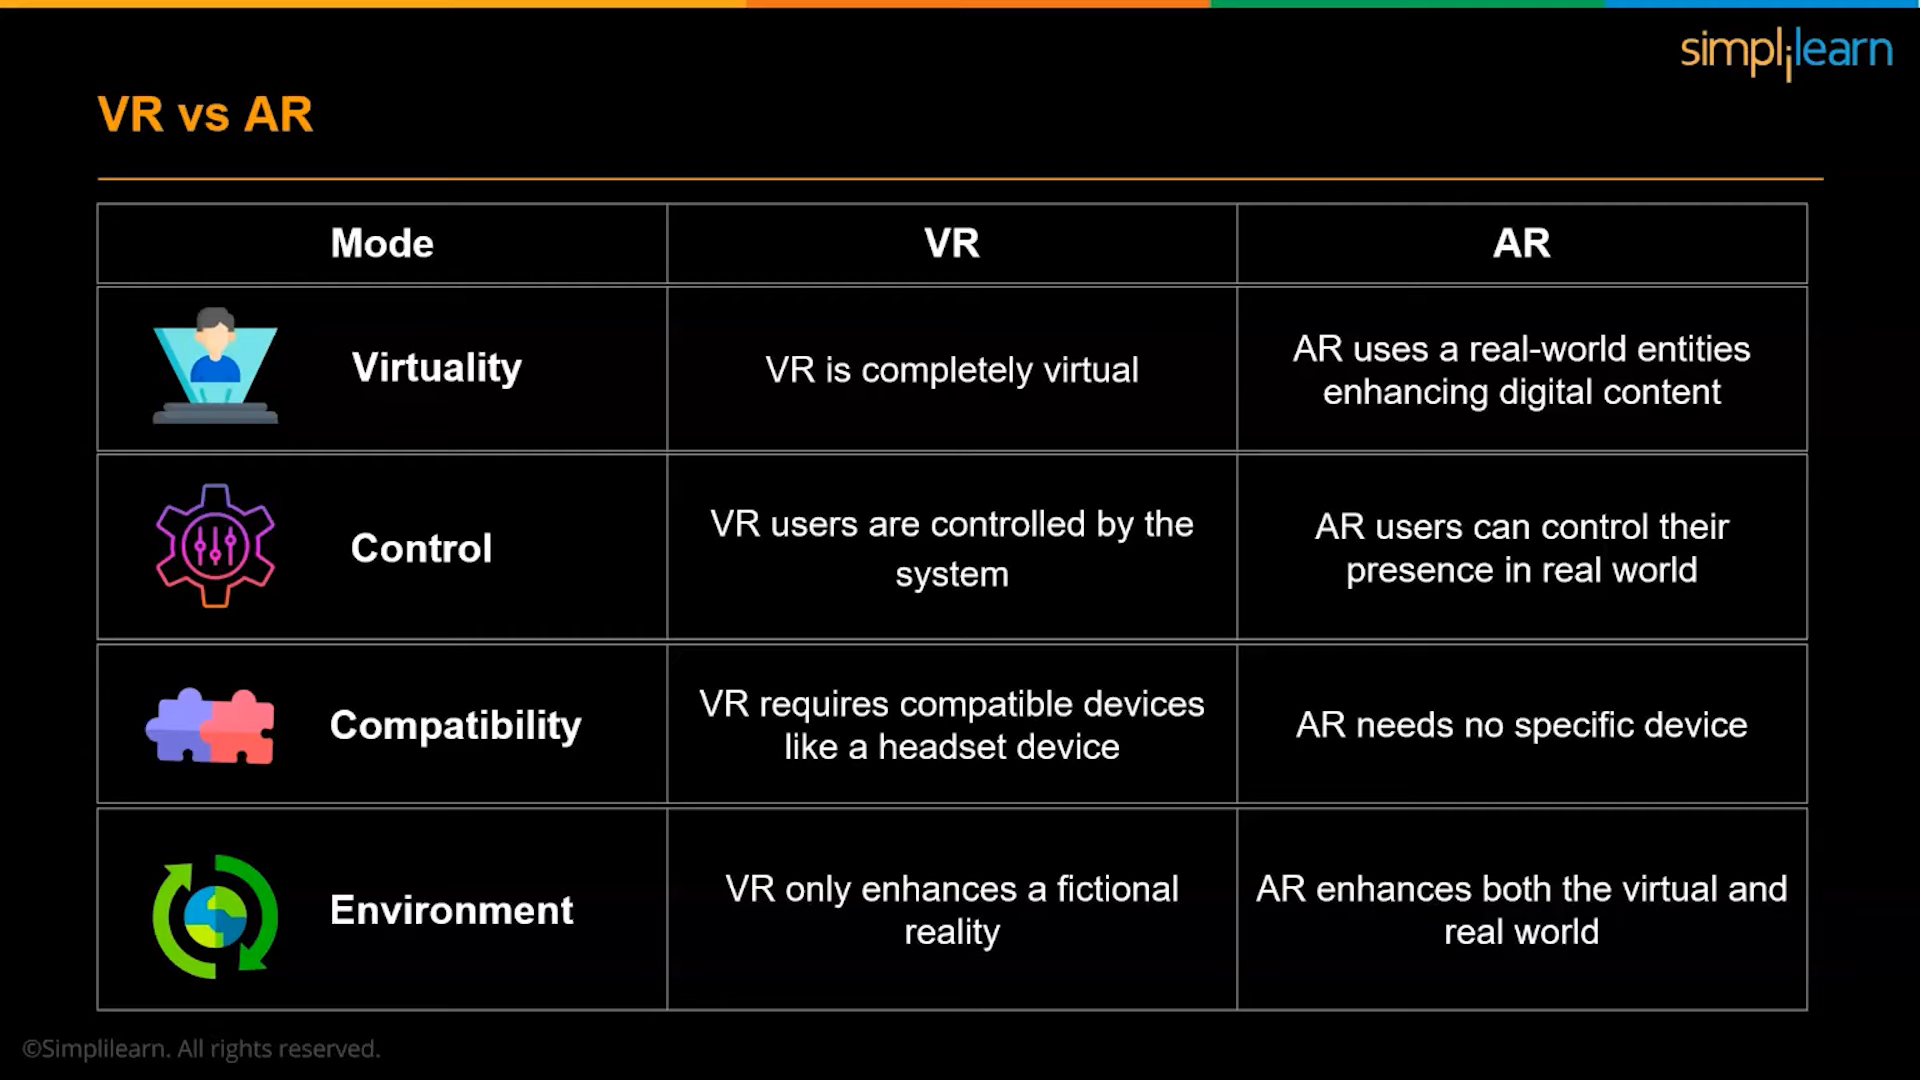 simplilearn
VR vs AR
Mode
VR
AR
Virtuality
VR is completely virtual
AR uses a real-world entities
enhancing digital content
Control
VR users are controlled by the
system
AR users can control their
presence in real world
Compatibility
VR requires compatible devices
like a headset device
AR needs no specific device
Environment
VR only enhances a fictional
reality
AR enhances both the virtual and
real world
©Simplilearn. All rights reserved.